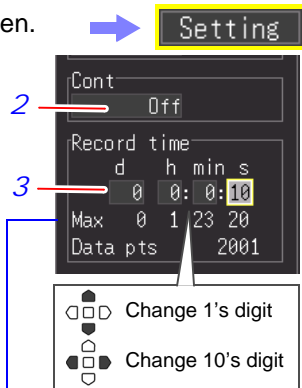 en.
Setting
Cont
2
Off
Record time
d h min s
3
0 0: 0:10
Max 0 1 23 20
Data pts 2001
Change 1's digit
Change 10's digit